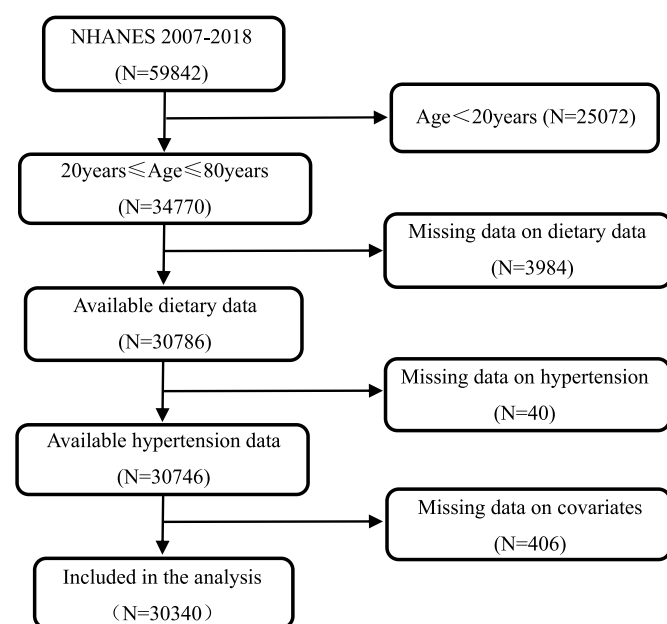 NHANES 2007-2018
(N=59842)
Age＜20years (N=25072)
20years≤Age≤80years
(N=34770)
Missing data on dietary data
(N=3984)
Available dietary data
(N=30786)
Missing data on hypertension
(N=40)
Available hypertension data
(N=30746)
Missing data on covariates
(N=406)
Included in the analysis
（N=30340）